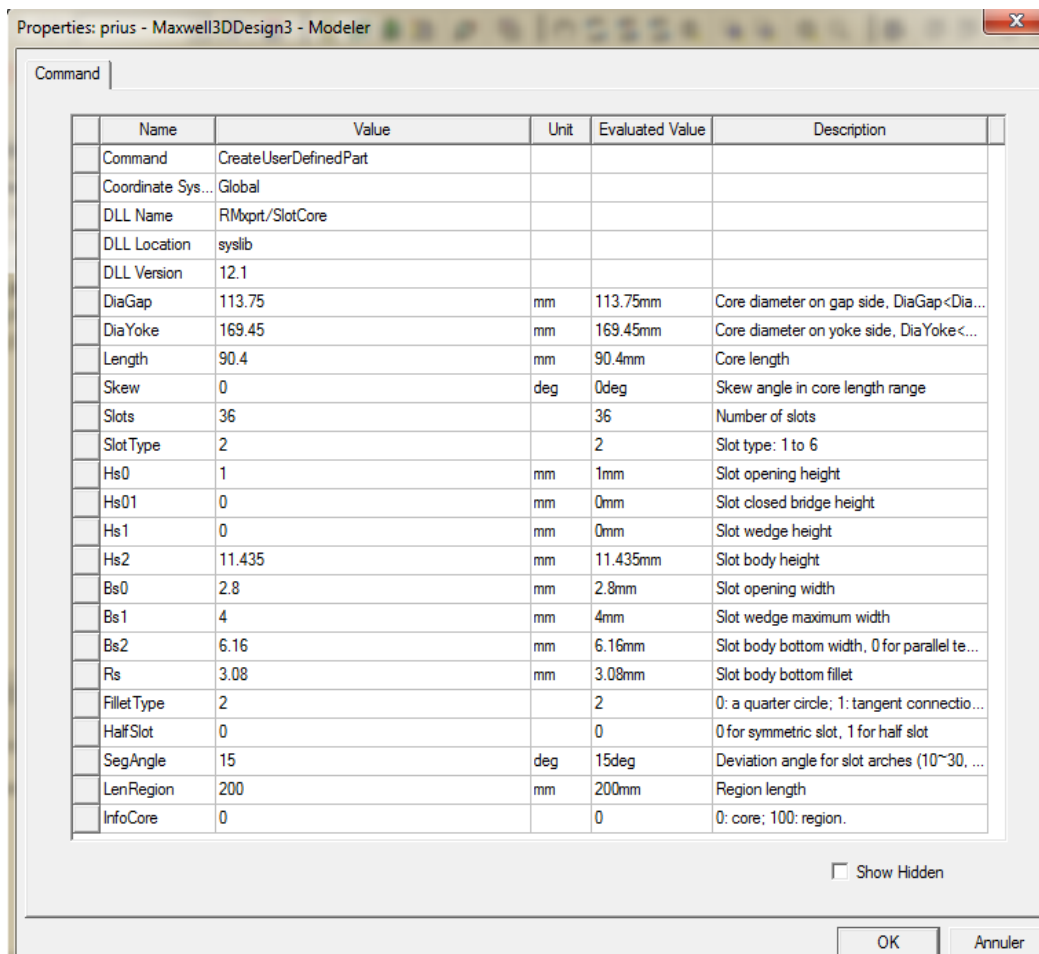 Properties: prius - Maxwell3DDesign3 - Modeler
Command
Name Value Unit Evaluated Value Description
Command CreateUserDefinedPart
Coordinate Sys... Global
DLL Name RMxprt/SlotCore
DLL Location syslib
DLL Version 12.1
DiaGap 113.75 mm 113.75mm Core diameter on gap side, DiaGap<Dia...
DiaYoke 169.45 mm 169.45mm Core diameter on yoke side, DiaYoke<...
Length 90.4 mm 90.4mm Core length
Skew 0 deg 0deg Skew angle in core length range
Slots 36 36 Number of slots
SlotType 2 2 Slot type: 1 to 6
Hs0 1 mm 1mm Slot opening height
Hs01 0 mm 0mm Slot closed bridge height
Hs1 0 mm 0mm Slot wedge height
Hs2 11.435 mm 11.435mm Slot body height
Bs0 2.8 mm 2.8mm Slot opening width
Bs1 4 mm 4mm Slot wedge maximum width
Bs2 6.16 mm 6.16mm Slot body bottom width, 0 for parallel te...
Rs 3.08 mm 3.08mm Slot body bottom fillet
FilletType 2 2 0: a quarter circle; 1: tangent connectio...
HalfSlot 0 0 0 for symmetric slot, 1 for half slot
SegAngle 15 deg 15deg Deviation angle for slot arches (10~30, ...
LenRegion 200 mm 200mm Region length
InfoCore 0 0 0: core; 100: region.
Show Hidden
OK Annuler